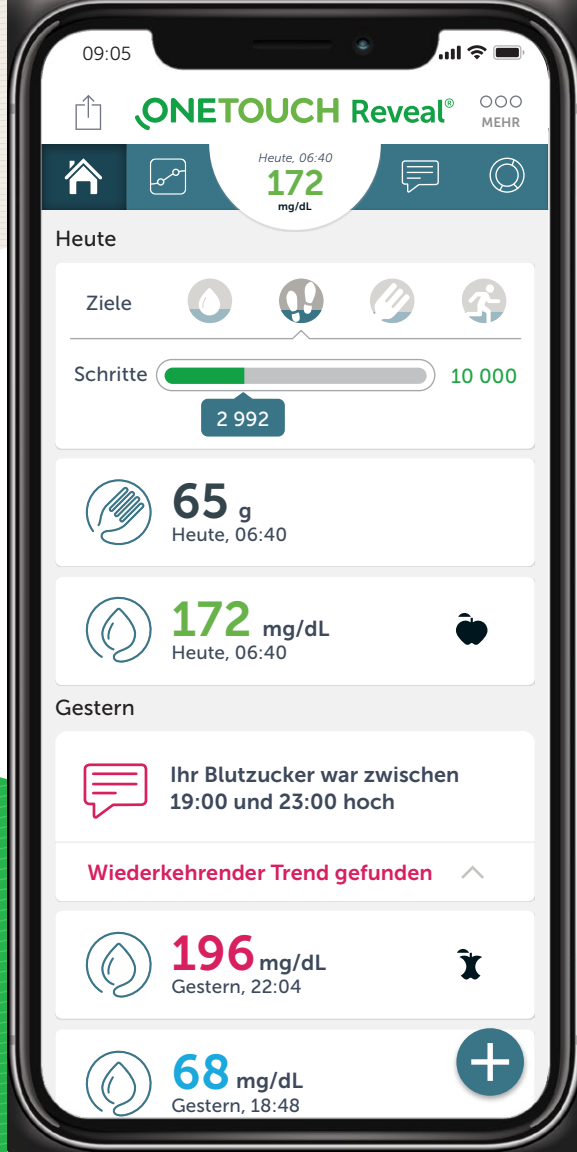 09:05
ONETOUCH Reveal®
MEHR
Heute, 06:40
172
mg/dL
Heute
Ziele
Schritte
10 000
2 992
65 g
Heute, 06:40
172 mg/dL
Heute, 06:40
Gestern
Ihr Blutzucker war zwischen
19:00 und 23:00 hoch
Wiederkehrender Trend gefunden
196 mg/dL
Gestern, 22:04
68 mg/dL
Gestern, 18:48